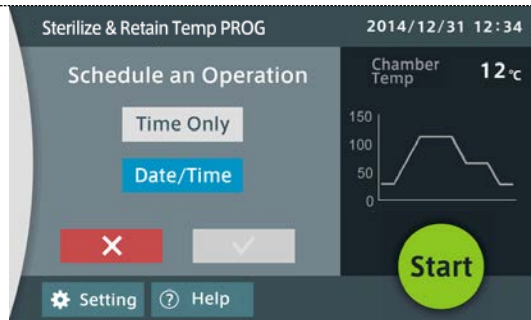 Sterilize & Retain Temp PROG
2014/12/31 12:34
Schedule an Operation
Time Only
Date/Time
Chamber Temp 12℃
150
100
50
0
Start
Setting
Help